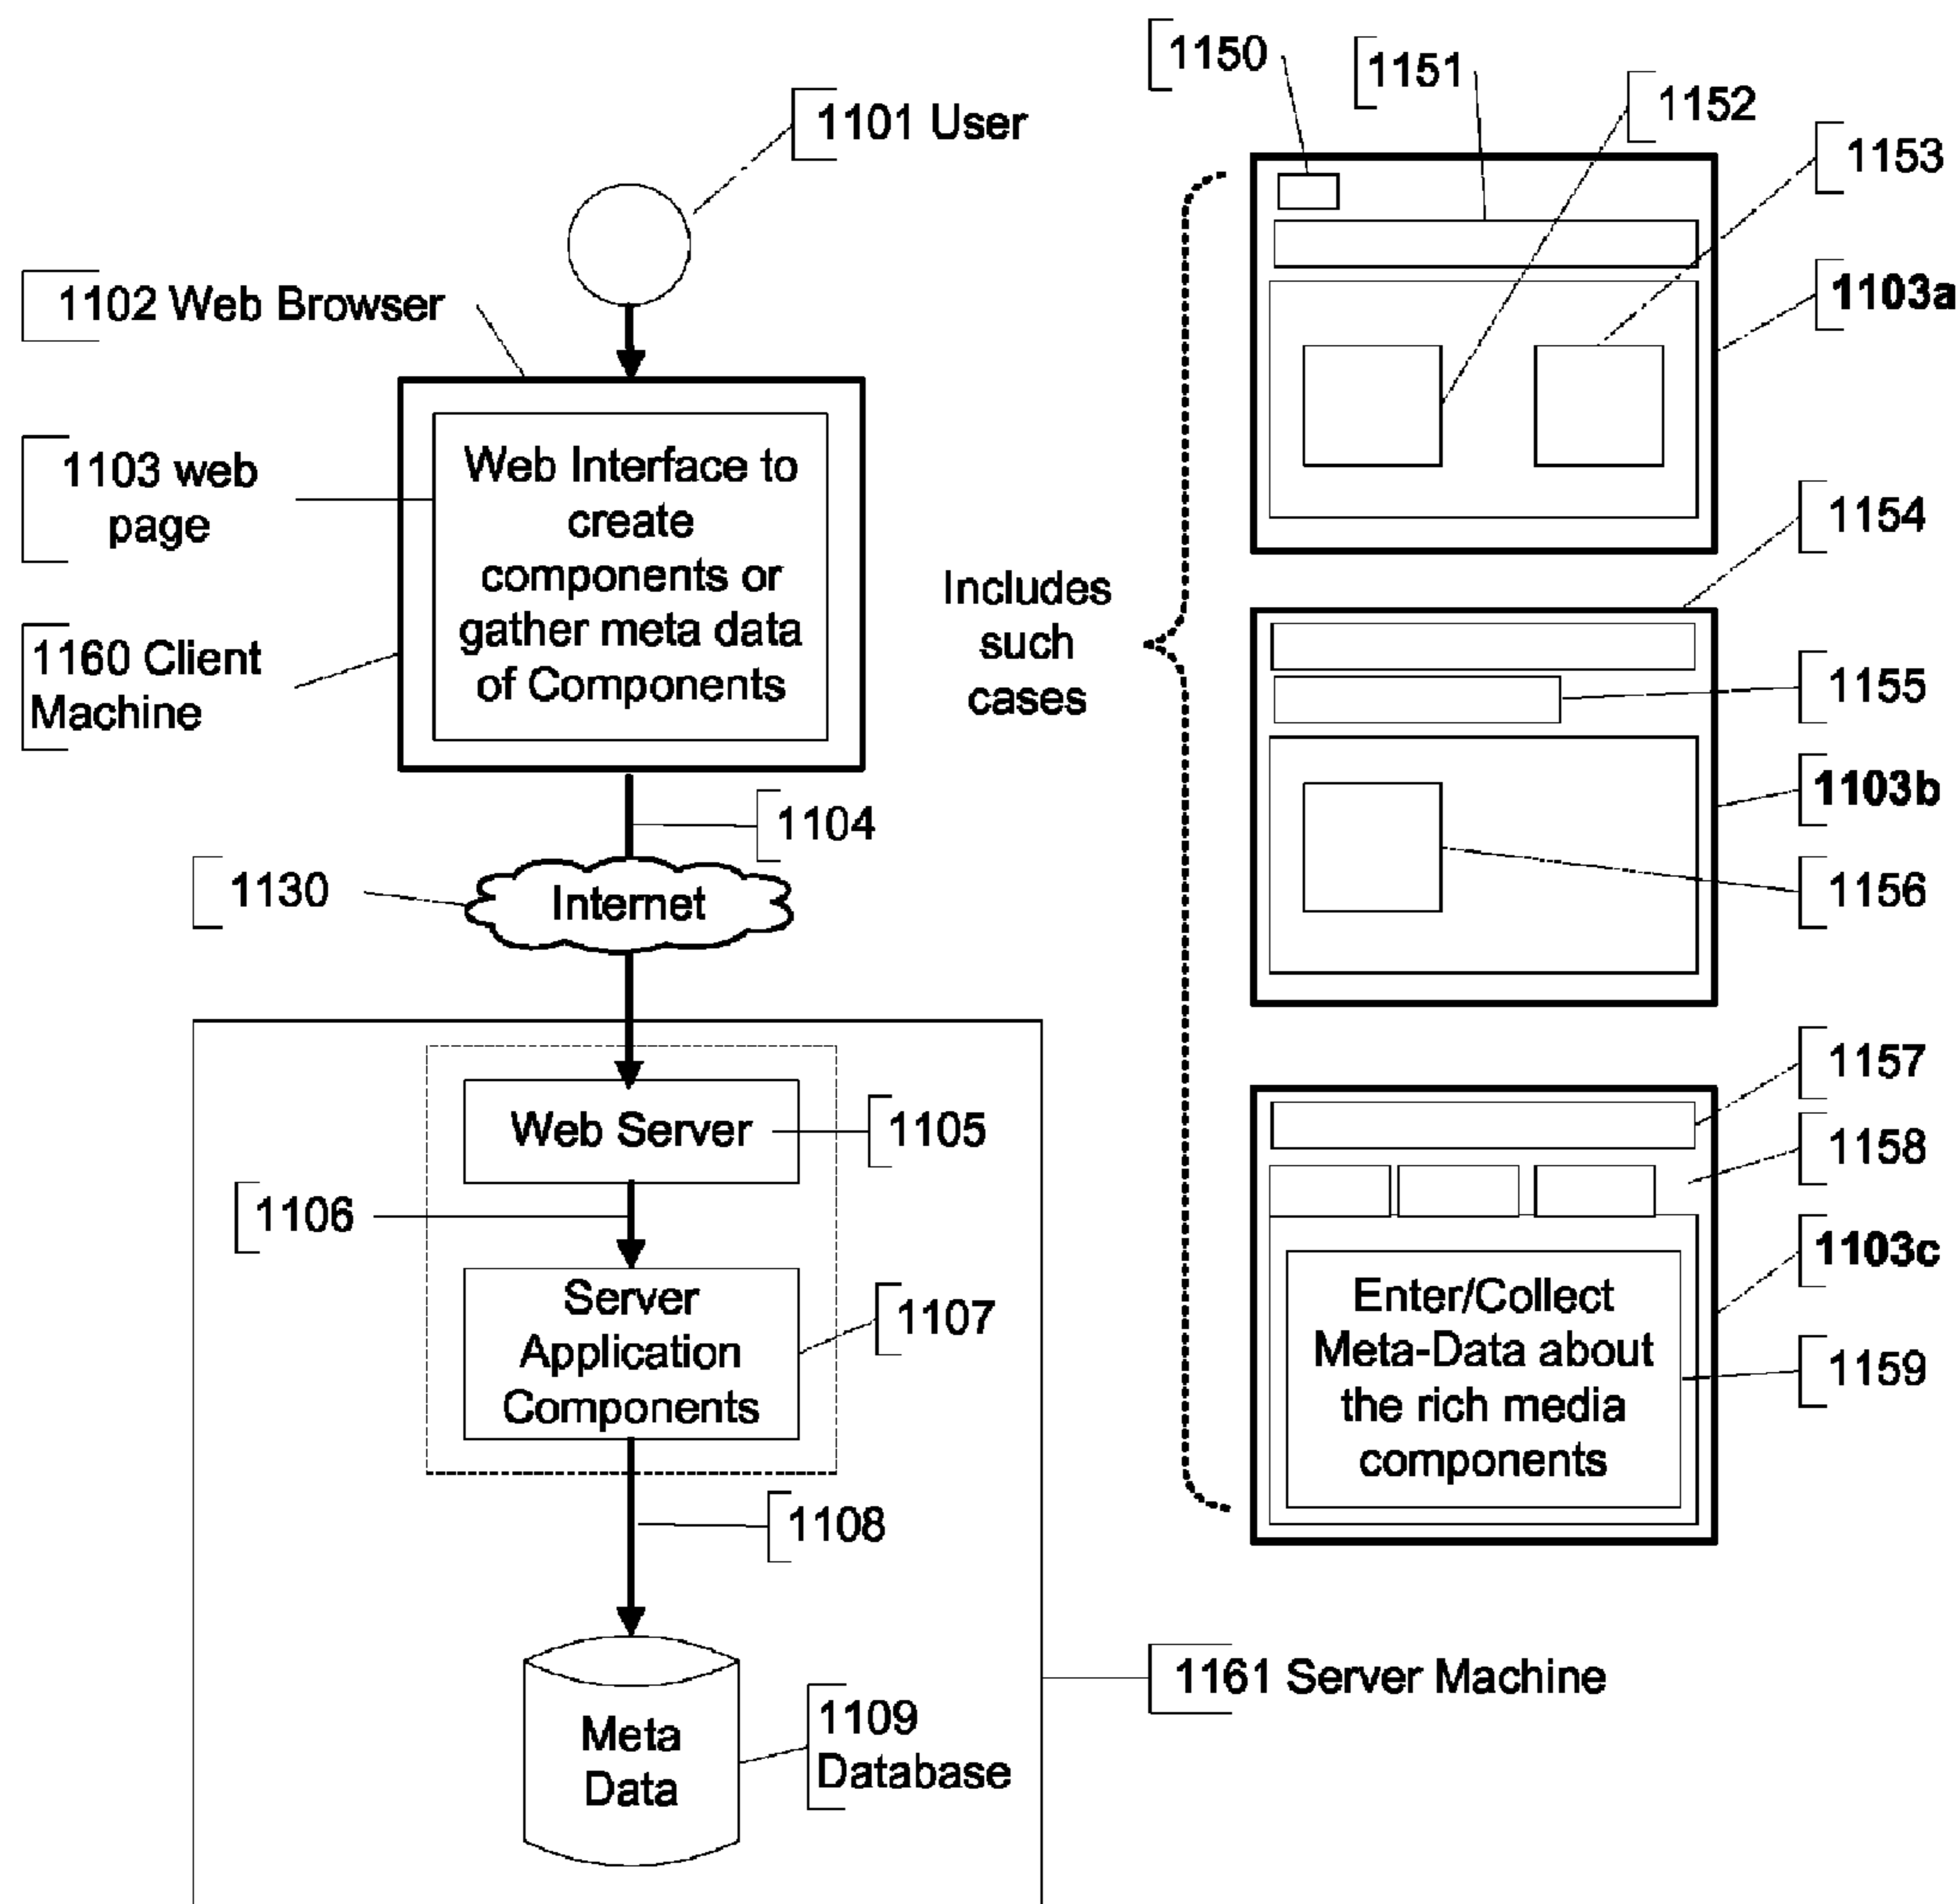 1101 User
1102 Web Browser
1103 web
page
1160 Client
Machine
Web Interface to
create
components or
gather meta data
of Components
1104
1130
Internet
Web Server
1105
1106
Server
Application
Components
1107
1108
Meta
Data
1109
Database
1161 Server Machine
Includes
such
cases
1150
1151
1152
1153
1103a
1154
1155
1103b
1156
1157
1158
1103c
Enter/Collect
Meta-Data about
the rich media
components
1159